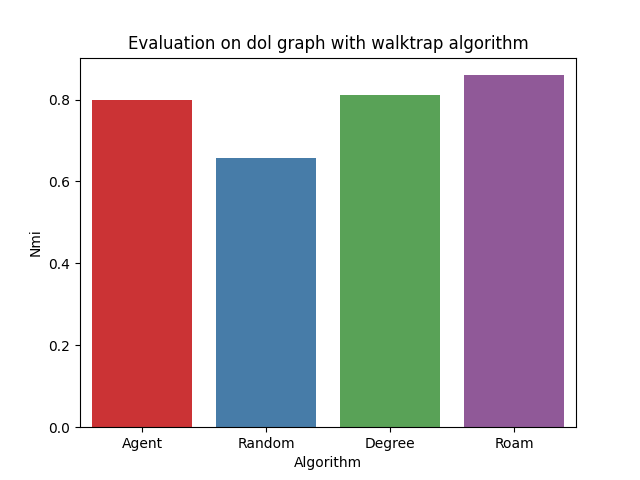 Evaluation on dol graph with walktrap algorithm
Nmi
0.8
0.6
0.4
0.2
0.0
Agent Random Degree Roam
Algorithm